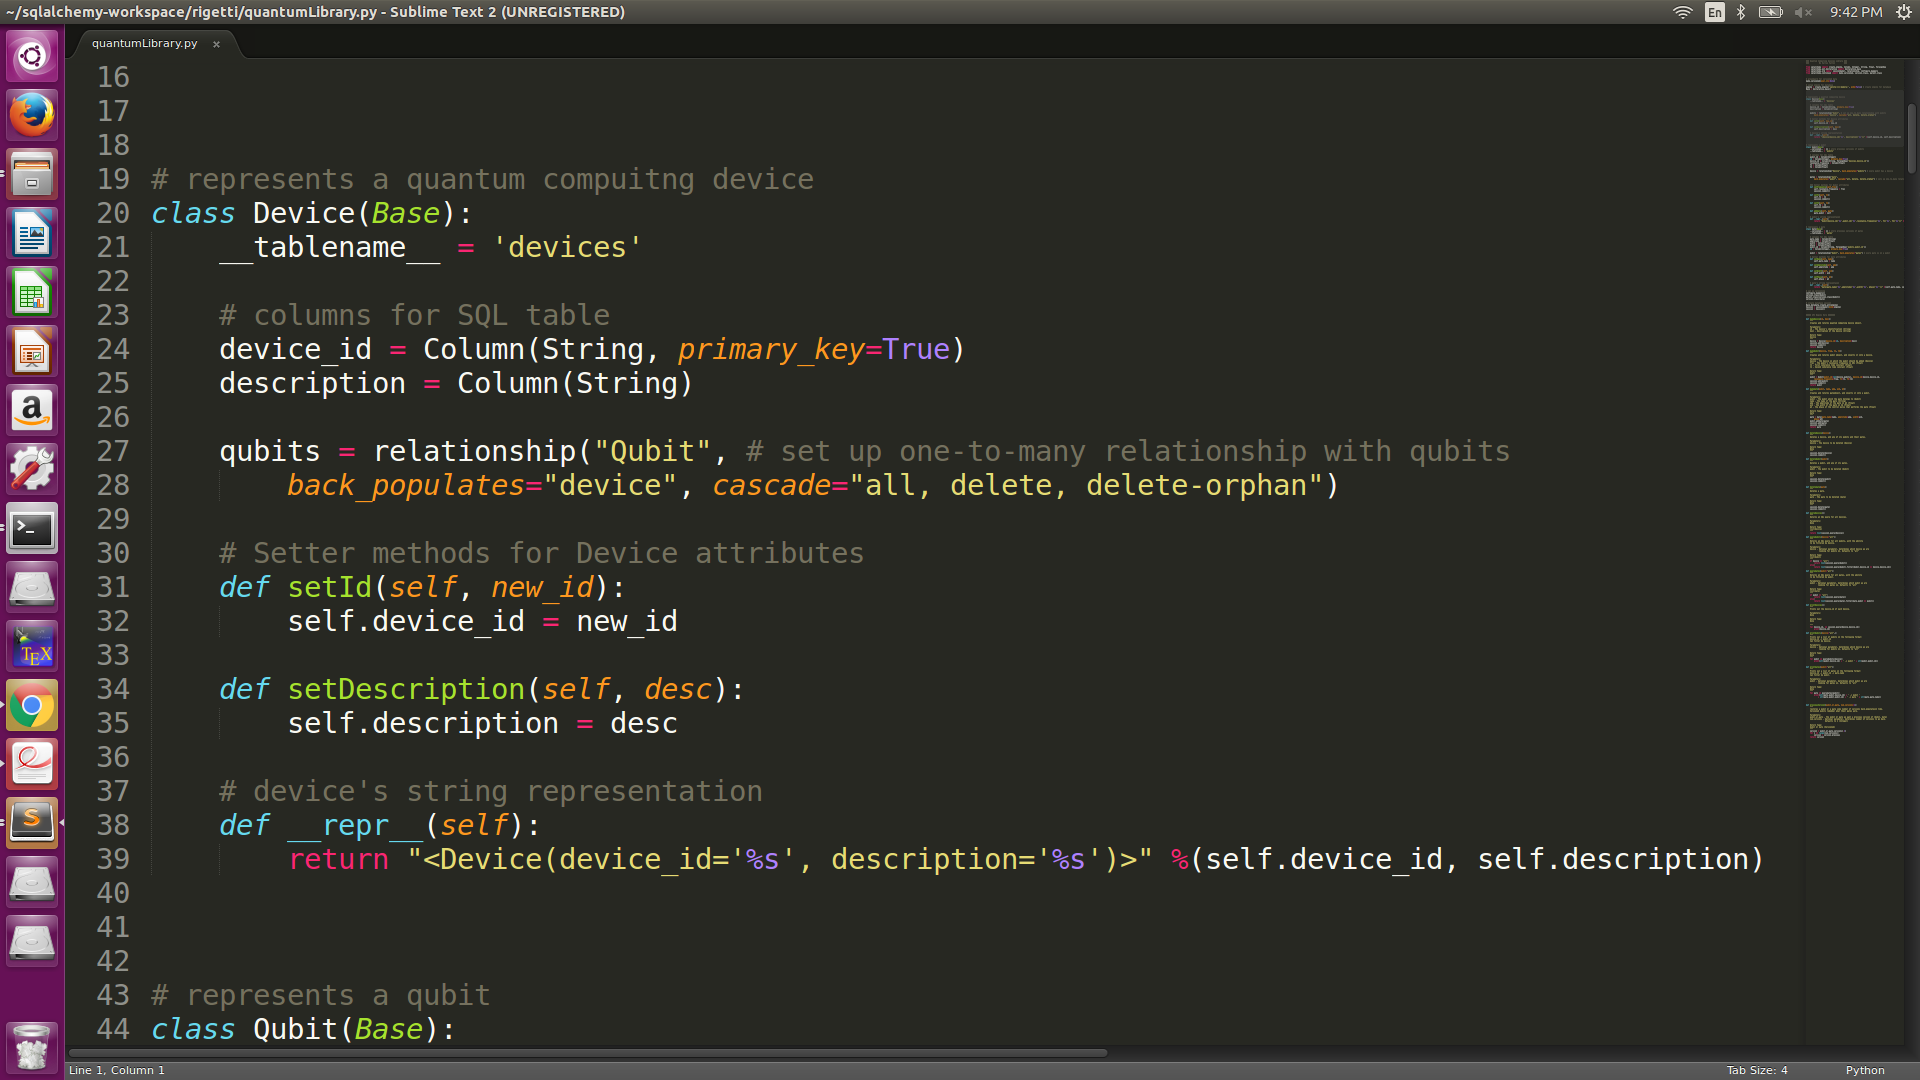 ~/sqlalchemy-workspace/rigetti/quantumLibrary.py - Sublime Text 2 (UNREGISTERED)
En
9:42 PM
quantumLibrary.py ×
16
17
18
19 # represents a quantum compuitng device
20 class Device(Base):
21     __tablename__ = 'devices'
22
23     # columns for SQL table
24     device_id = Column(String, primary_key=True)
25     description = Column(String)
26
27     qubits = relationship("Qubit", # set up one-to-many relationship with qubits
28         back_populates="device", cascade="all, delete, delete-orphan")
29
30     # Setter methods for Device attributes
31     def setId(self, new_id):
32         self.device_id = new_id
33
34     def setDescription(self, desc):
35         self.description = desc
36
37     # device's string representation
38     def __repr__(self):
39         return "<Device(device_id='%s', description='%s')>" %(self.device_id, self.description)
40
41
42
43 # represents a qubit
44 class Qubit(Base):
a
>_
TEX
S
Line 1, Column 1
Tab Size: 4
Python